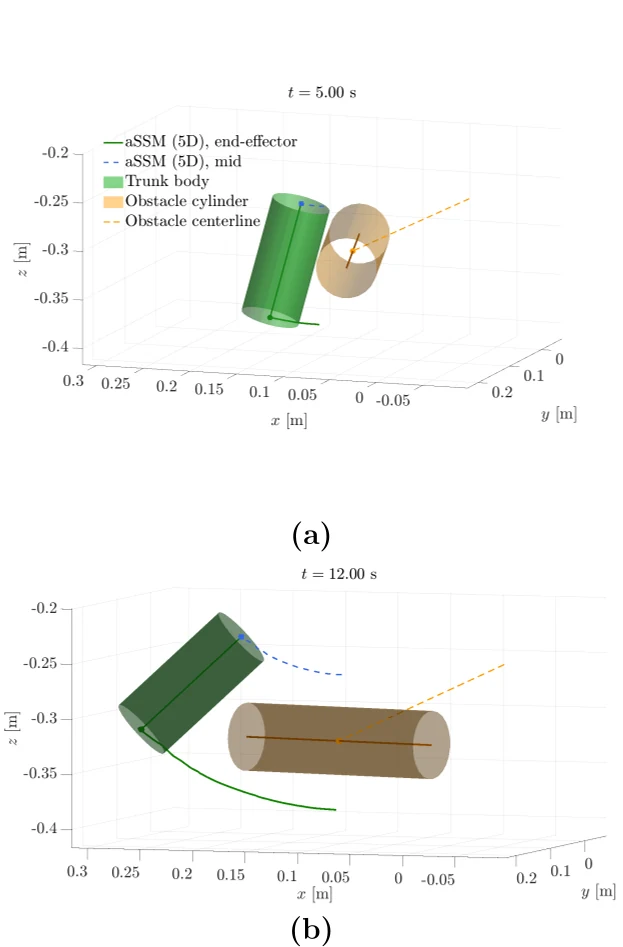 t = 5.00 s
aSSM (5D), end-effector
aSSM (5D), mid
Trunk body
Obstacle cylinder
Obstacle centerline
-0.2
-0.25
-0.3
-0.35
-0.4
z [m]
0.3 0.25 0.2 0.15 0.1 0.05 0 -0.05
x [m]
0.2 0.1 0
y [m]
(a)
t = 12.00 s
-0.2
-0.25
-0.3
-0.35
-0.4
z [m]
0.3 0.25 0.2 0.15 0.1 0.05 0 -0.05
x [m]
0.2 0.1 0
y [m]
(b)